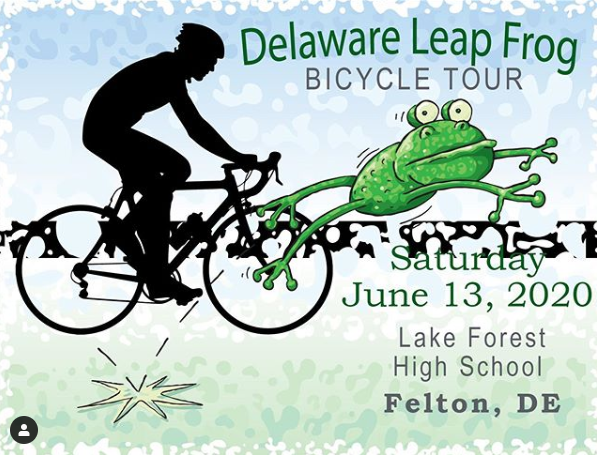 Delaware Leap Frog
BICYCLE TOUR
Saturday
June 13, 2020
Lake Forest
High School
Felton, DE